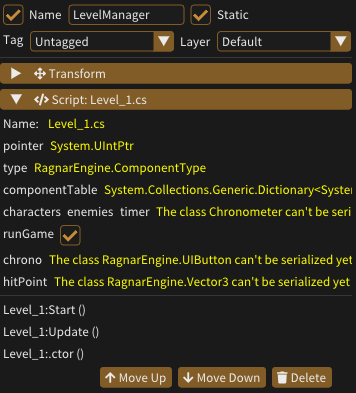 Name LevelManager Static
Tag Untagged Layer Default
Transform
Script: Level_1.cs
Name: Level_1.cs
pointer System.UIntPtr
type RagnarEngine.ComponentType
componentTable System.Collections.Generic.Dictionary<Syste
characters enemies timer The class Chronometer can't be seri
runGame
chrono The class RagnarEngine.UIButton can't be serialized yet
hitPoint The class RagnarEngine.Vector3 can't be serialized yet
Level_1:Start ()
Level_1:Update ()
Level_1:.ctor ()
Move Up Move Down Delete